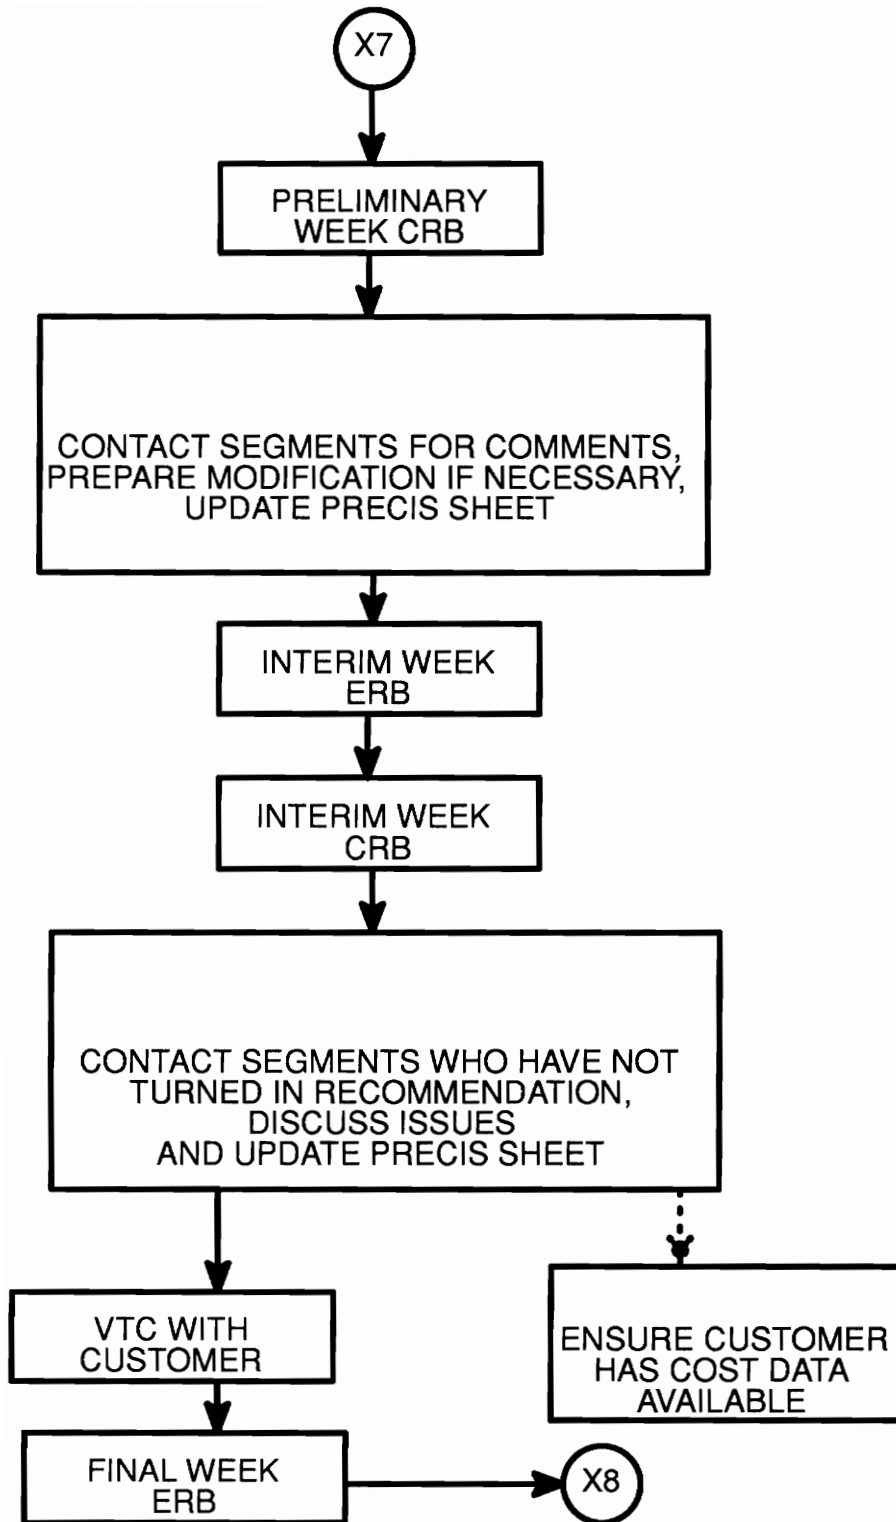 X7
PRELIMINARY
WEEK CRB
CONTACT SEGMENTS FOR COMMENTS,
PREPARE MODIFICATION IF NECESSARY,
UPDATE PRECIS SHEET
INTERIM WEEK
ERB
INTERIM WEEK
CRB
CONTACT SEGMENTS WHO HAVE NOT
TURNED IN RECOMMENDATION,
DISCUSS ISSUES
AND UPDATE PRECIS SHEET
VTC WITH
CUSTOMER
ENSURE CUSTOMER
HAS COST DATA
AVAILABLE
FINAL WEEK
ERB
X8